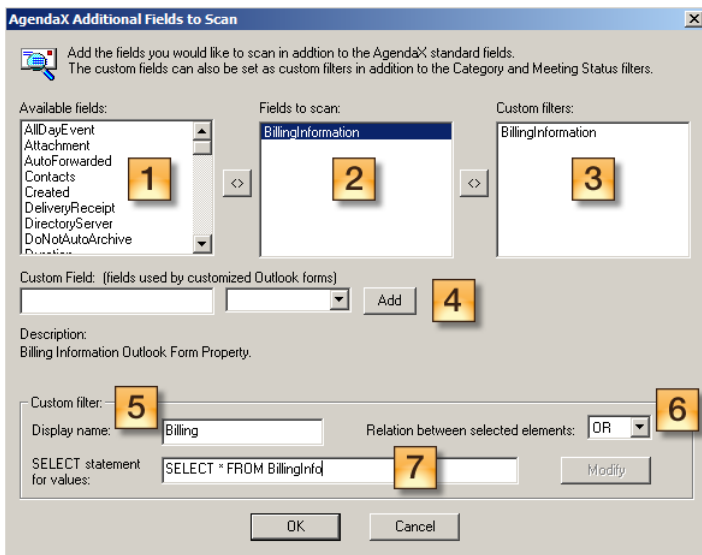 AgendaX Additional Fields to Scan
Add the fields you would like to scan in addtion to the AgendaX standard fields.
The custom fields can also be set as custom filters in addition to the Category and Meeting Status filters.
Available fields: Fields to scan: Custom filters:
AllDayEvent BillingInformation BillingInformation
Attachment
AutoForwarded
Contacts
Created
DeliveryReceipt
DirectoryServer
DoNotAutoArchive
Duration
1 <> 2 <> 3
Custom Field: (fields used by customized Outlook forms)
Add 4
Description:
Billing Information Outlook Form Property.
Custom filter: 5 6
Display name: Billing Relation between selected elements: OR
SELECT statement
for values: SELECT * FROM BillingInfo 7 Modify
OK Cancel